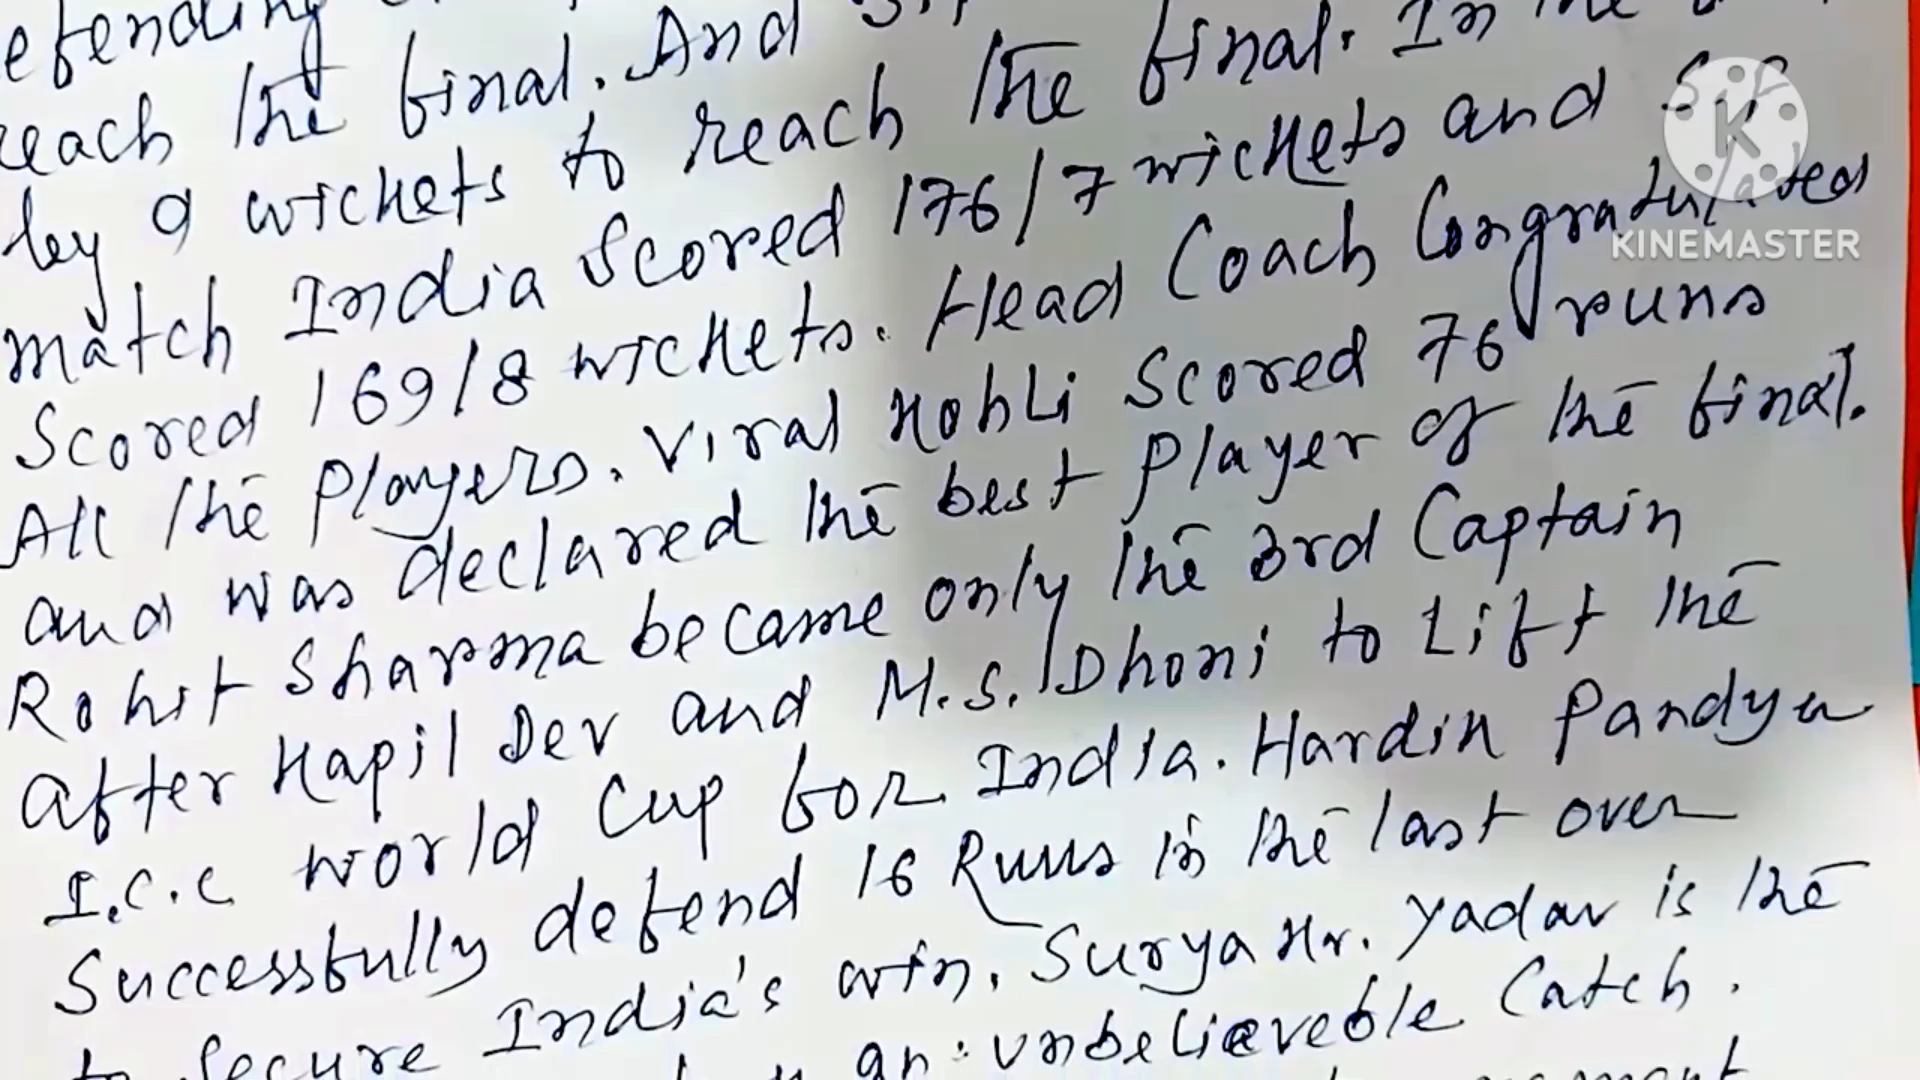 efending
reach the final. And
by 9 wickets to reach the final. In the
match India Scored 176/7 wickets and S.A
Scored 169/8 wickets. Head Coach Congratulated
All the Players. Viral Kohli Scored 76 runs
and was declared the best Player of the final.
Rohit Sharma became only the 3rd Captain
after Kapil Dev and M.S. Dhoni to Lift the
I.C.C world Cup for India. Hardik Pandya
Successfully defend 16 Runs in the last over
to Secure India's win. Surya Kr. Yadav is the
an unbelieveble Catch.
KINEMASTER